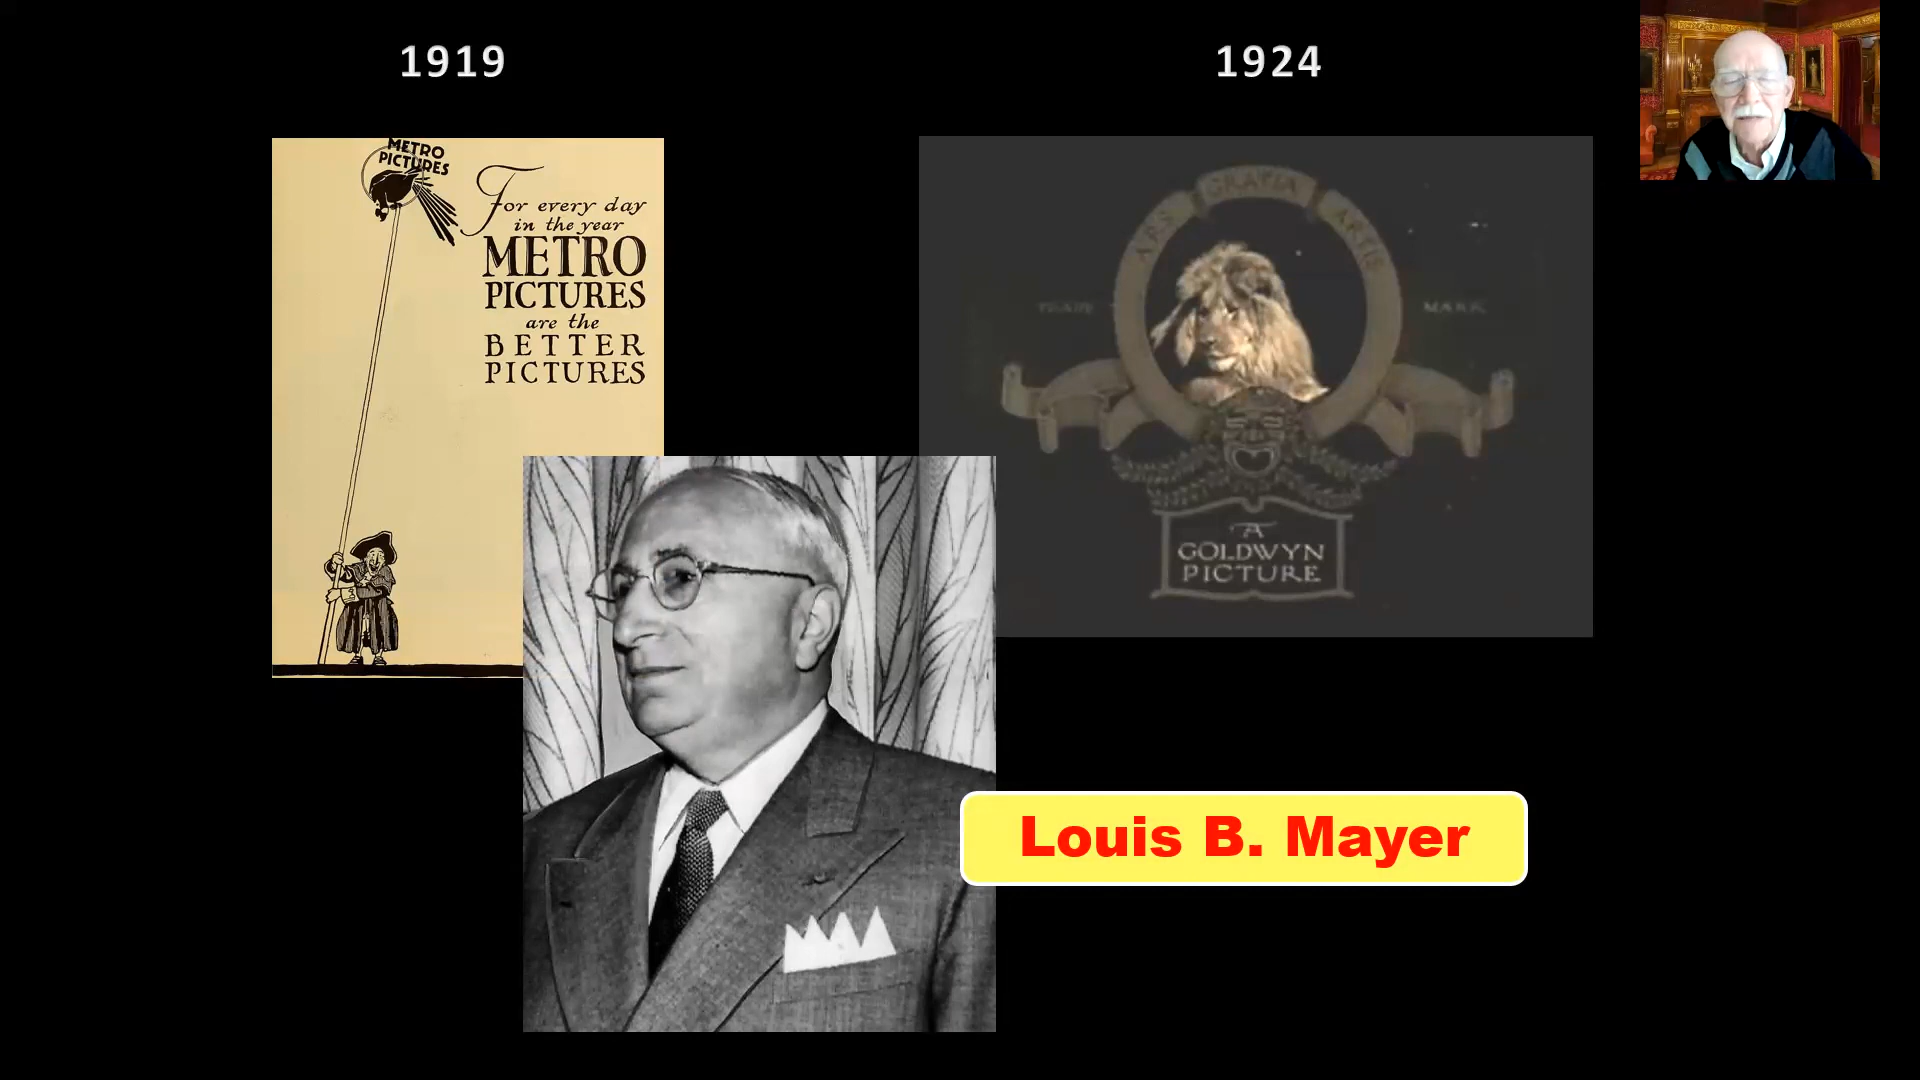 1919
1924
METRO
PICTURES
For every day
in the year
METRO
PICTURES
are the
BETTER
PICTURES
ARS GRATIA ARTIS
TRADE
MARK
A
GOLDWYN
PICTURE
Louis B. Mayer